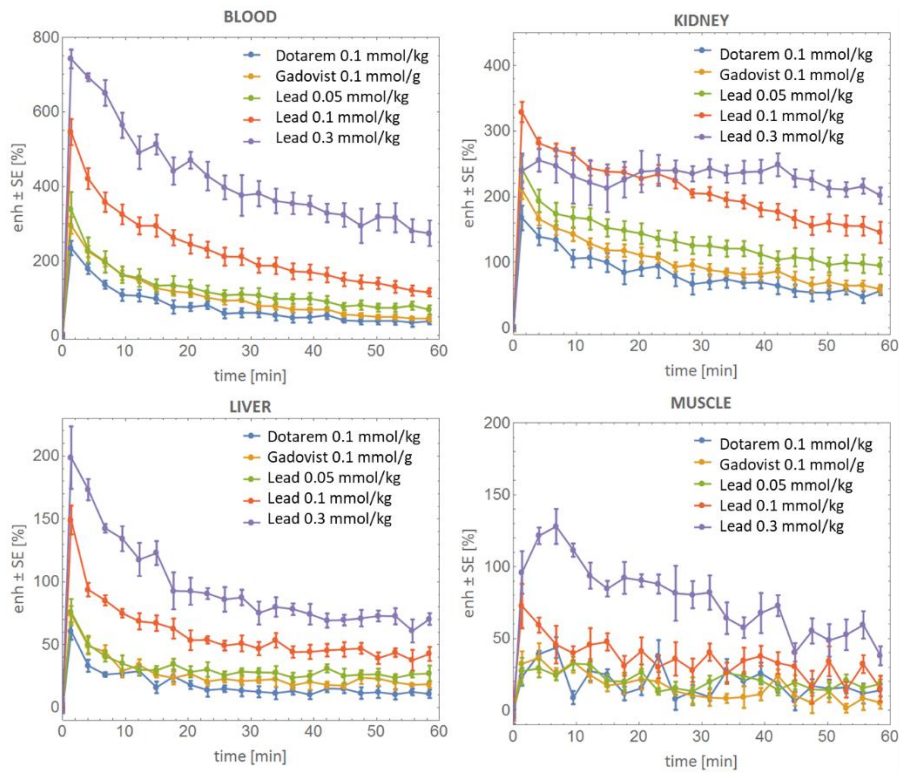 BLOOD
800
600
400
200
0
enh ± SE [%]
Dotarem 0.1 mmol/kg
Gadovist 0.1 mmol/g
Lead 0.05 mmol/kg
Lead 0.1 mmol/kg
Lead 0.3 mmol/kg
0 10 20 30 40 50 60
time [min]
KIDNEY
400
300
200
100
0
enh ± SE [%]
Dotarem 0.1 mmol/kg
Gadovist 0.1 mmol/g
Lead 0.05 mmol/kg
Lead 0.1 mmol/kg
Lead 0.3 mmol/kg
0 10 20 30 40 50 60
time [min]
LIVER
200
150
100
50
0
enh ± SE [%]
Dotarem 0.1 mmol/kg
Gadovist 0.1 mmol/g
Lead 0.05 mmol/kg
Lead 0.1 mmol/kg
Lead 0.3 mmol/kg
0 10 20 30 40 50 60
time [min]
MUSCLE
200
150
100
50
0
enh ± SE [%]
Dotarem 0.1 mmol/kg
Gadovist 0.1 mmol/g
Lead 0.05 mmol/kg
Lead 0.1 mmol/kg
Lead 0.3 mmol/kg
0 10 20 30 40 50 60
time [min]